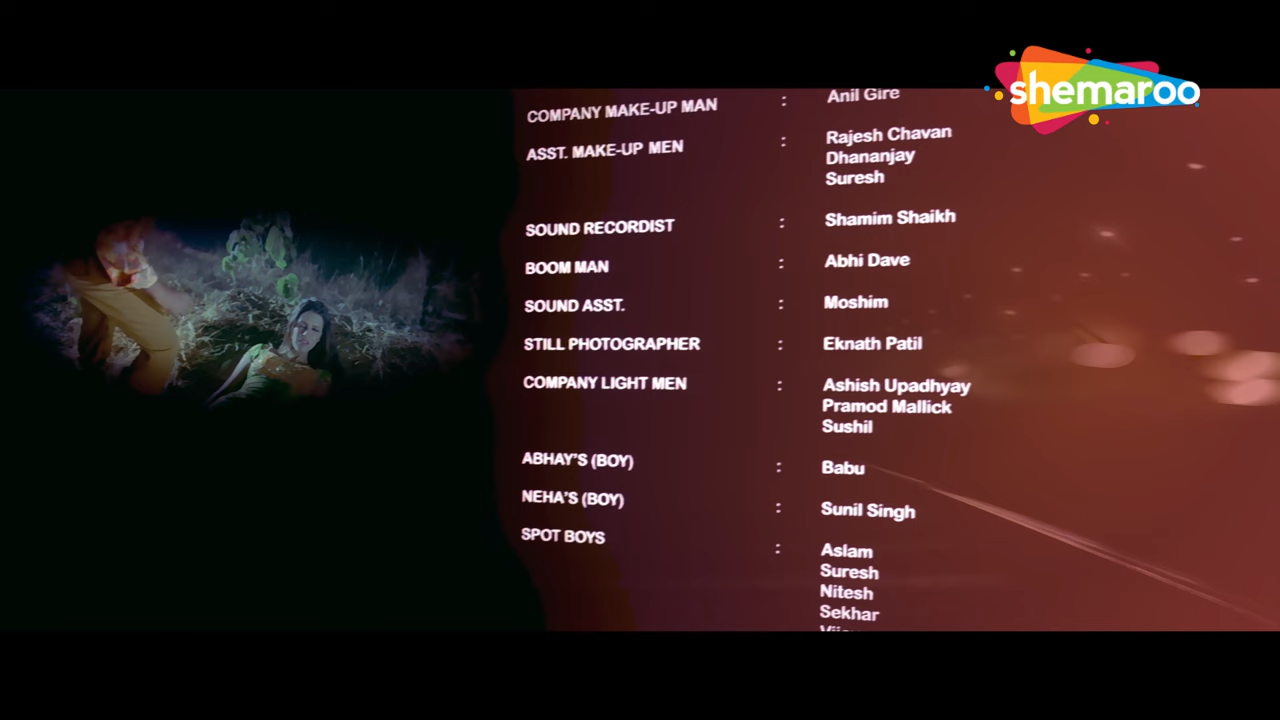 shemaroo
COMPANY MAKE-UP MAN : Anil Gire
ASST. MAKE-UP MEN : Rajesh Chavan
Dhananjay
Suresh
SOUND RECORDIST : Shamim Shaikh
BOOM MAN : Abhi Dave
SOUND ASST. : Moshim
STILL PHOTOGRAPHER : Eknath Patil
COMPANY LIGHT MEN : Ashish Upadhyay
Pramod Mallick
Sushil
ABHAY'S (BOY) : Babu
NEHA'S (BOY) : Sunil Singh
SPOT BOYS : Aslam
Suresh
Nitesh
Sekhar